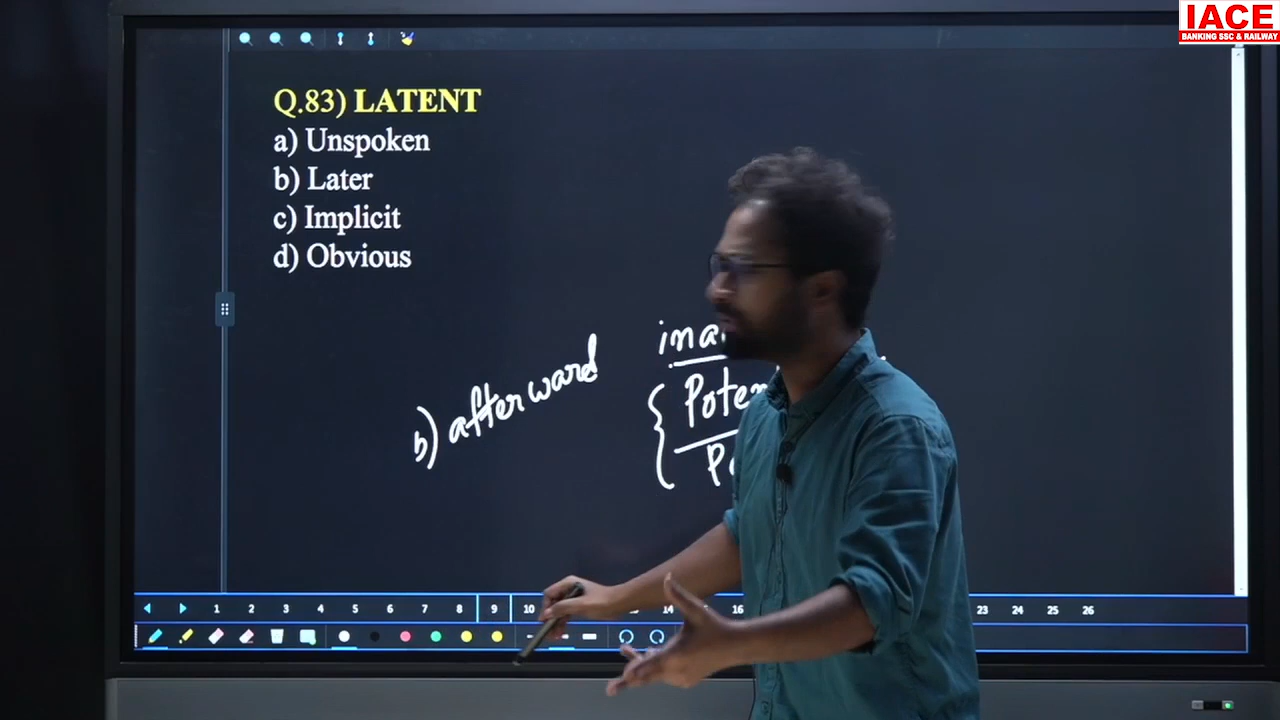 IACE
BANKING SSC & RAILWAY
Q.83) LATENT
a) Unspoken
b) Later
c) Implicit
d) Obvious
b) afterward
1 2 3 4 5 6 7 8 9 10 14 16 23 24 25 26